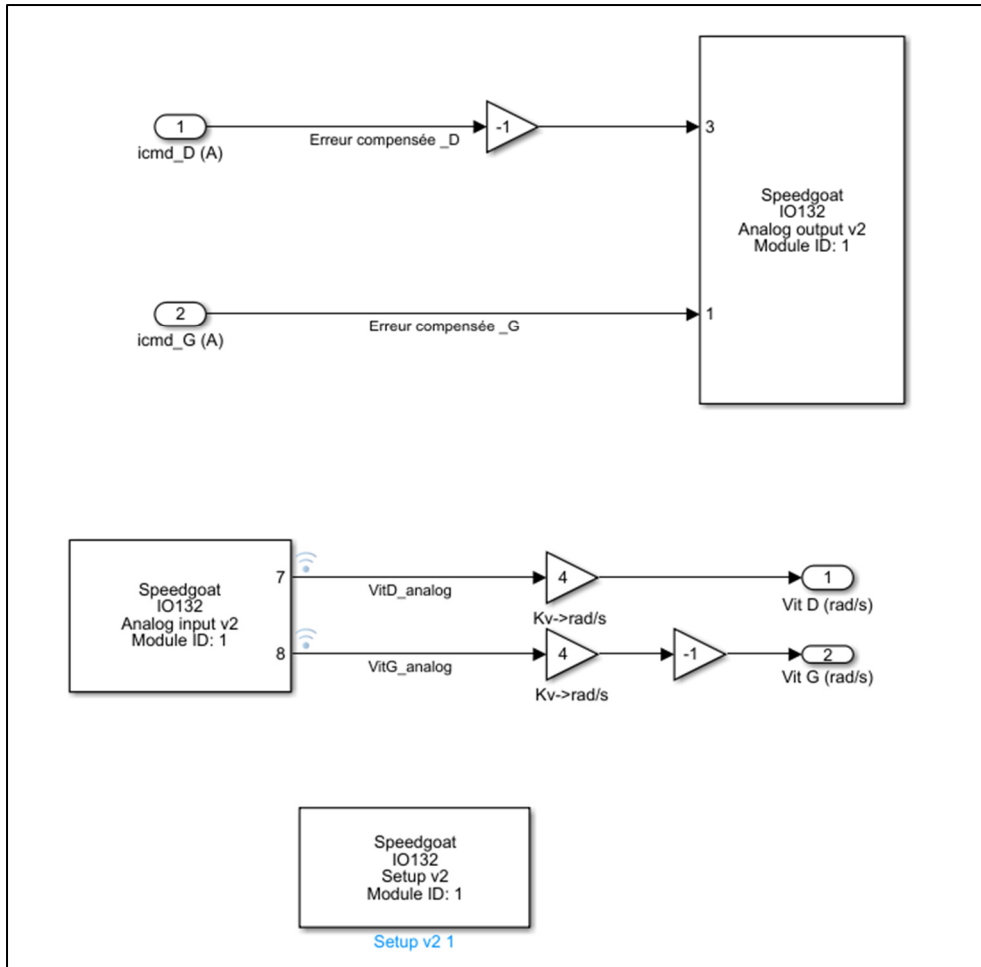 1
icmd_D (A)
Erreur compensée _D
-1
3
Speedgoat
IO132
Analog output v2
Module ID: 1
2
icmd_G (A)
Erreur compensée _G
1
Speedgoat
IO132
Analog input v2
Module ID: 1
7
VitD_analog
4
Kv->rad/s
1
Vit D (rad/s)
8
VitG_analog
4
Kv->rad/s
-1
2
Vit G (rad/s)
Speedgoat
IO132
Setup v2
Module ID: 1
Setup v2 1